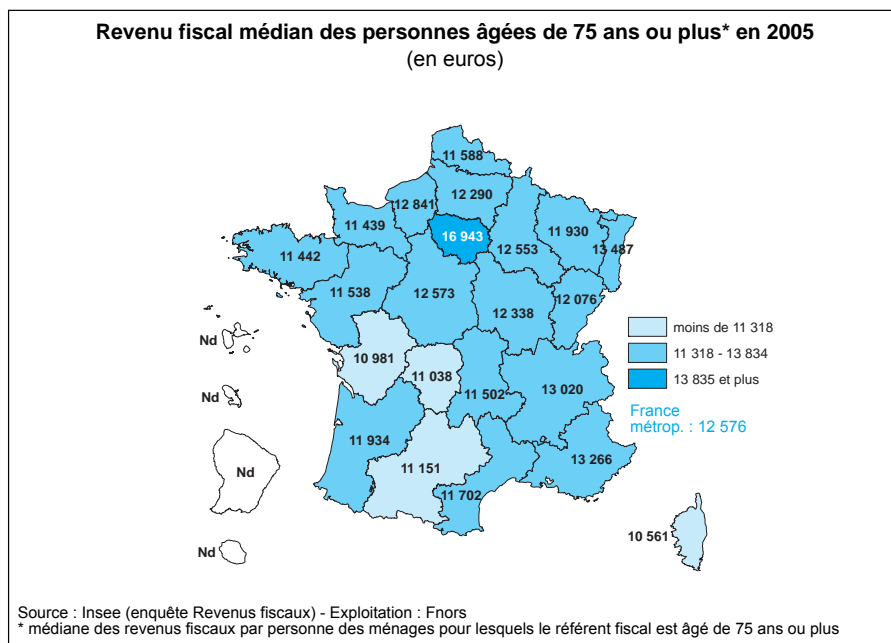 Revenu fiscal médian des personnes âgées de 75 ans ou plus* en 2005
(en euros)
11 588
12 290
12 841
11 439
16 943
11 930
13 487
12 553
11 442
11 538
12 573
12 076
12 338
moins de 11 318
11 318 - 13 834
13 835 et plus
Nd
10 981
11 038
13 020
11 502
Nd
France
métrop. : 12 576
11 934
13 266
Nd
11 151
11 702
10 561
Nd
Source : Insee (enquête Revenus fiscaux) - Exploitation : Fnors
* médiane des revenus fiscaux par personne des ménages pour lesquels le référent fiscal est âgé de 75 ans ou plus